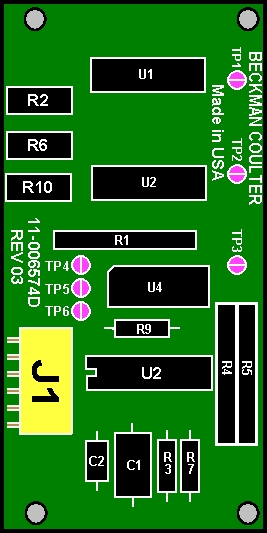 U1
TP1
BECKMAN COULTER
Made in USA
R2
R6
TP2
R10
U2
11-006574D
REV 03
R1
TP3
TP4
TP5
TP6
U4
R9
J1
U2
R4
R5
C2
C1
R3
R7